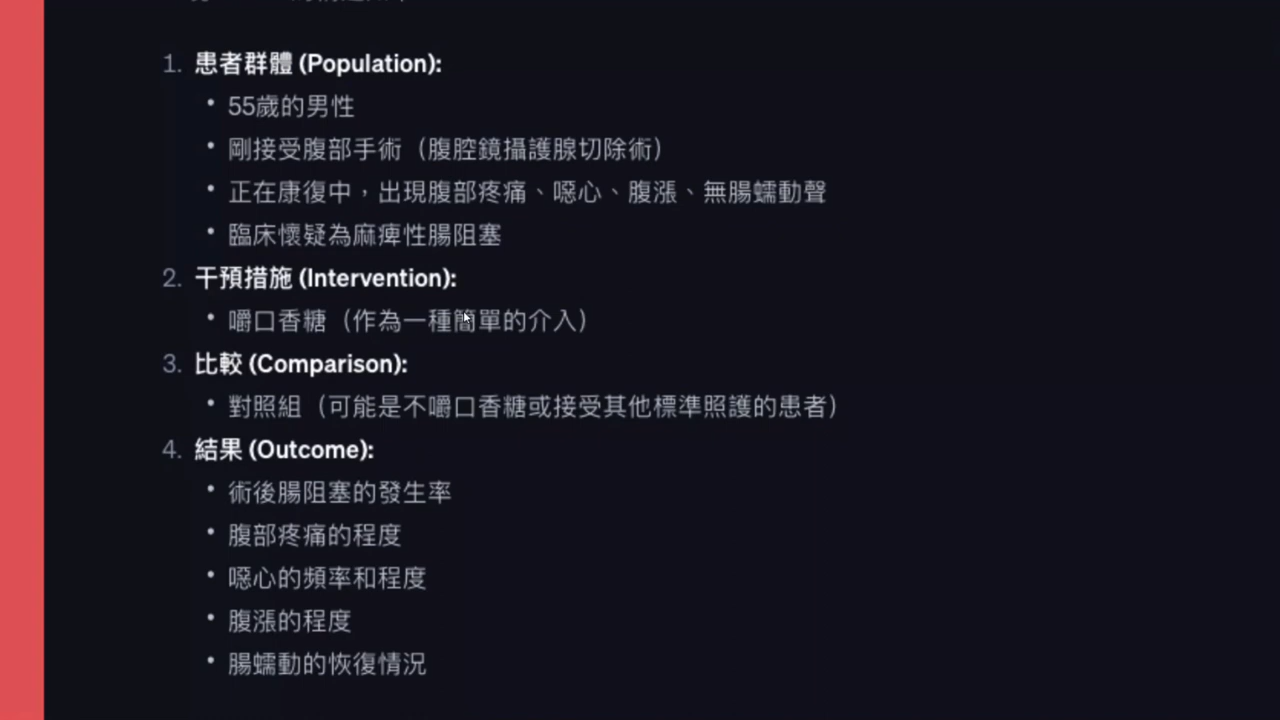 1. 患者群體 (Population):
• 55歲的男性
• 剛接受腹部手術（腹腔鏡攝護腺切除術）
• 正在康復中，出現腹部疼痛、噁心、腹漲、無腸蠕動聲
• 臨床懷疑為麻痺性腸阻塞
2. 干預措施 (Intervention):
• 嚼口香糖（作為一種簡單的介入）
3. 比較 (Comparison):
• 對照組（可能是不嚼口香糖或接受其他標準照護的患者）
4. 結果 (Outcome):
• 術後腸阻塞的發生率
• 腹部疼痛的程度
• 噁心的頻率和程度
• 腹漲的程度
• 腸蠕動的恢復情況